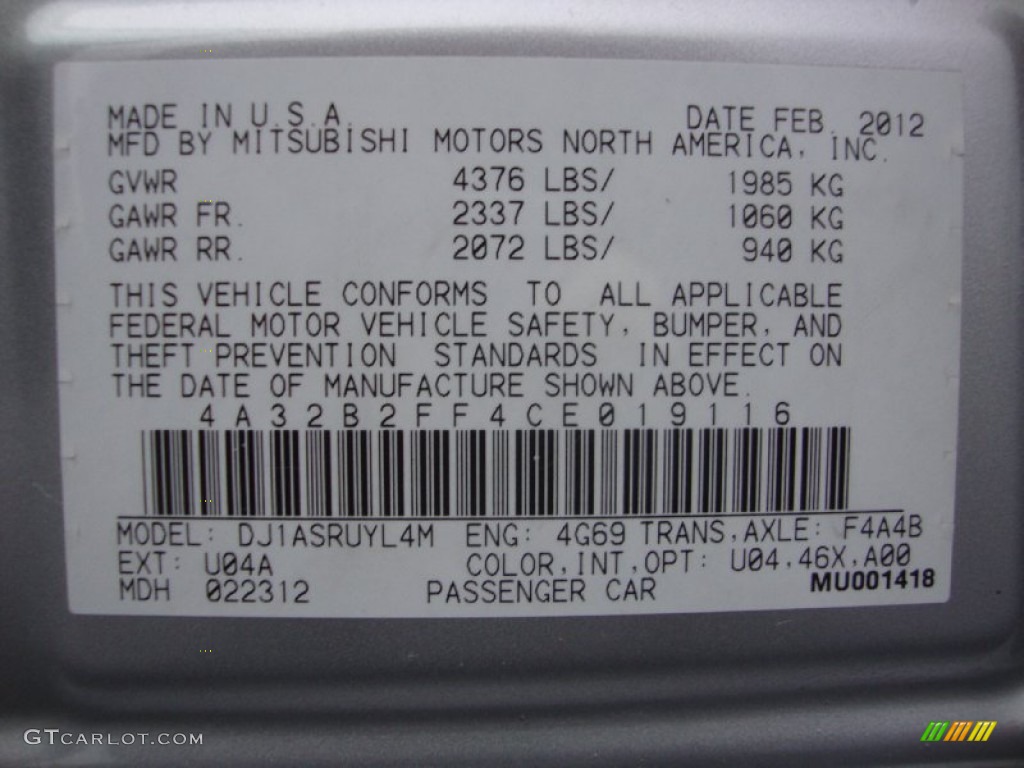 MADE IN U.S.A. DATE FEB. 2012
MFD BY MITSUBISHI MOTORS NORTH AMERICA, INC.
GVWR 4376 LBS/ 1985 KG
GAWR FR. 2337 LBS/ 1060 KG
GAWR RR. 2072 LBS/ 940 KG
THIS VEHICLE CONFORMS TO ALL APPLICABLE
FEDERAL MOTOR VEHICLE SAFETY, BUMPER, AND
THEFT PREVENTION STANDARDS IN EFFECT ON
THE DATE OF MANUFACTURE SHOWN ABOVE.
4A32B2FF4CE019116
MODEL: DJ1ASRUYL4M ENG: 4G69 TRANS,AXLE: F4A4B
EXT: U04A COLOR,INT,OPT: U04,46X,A00
MDH 022312 PASSENGER CAR MU001418
GTCARLOT.COM